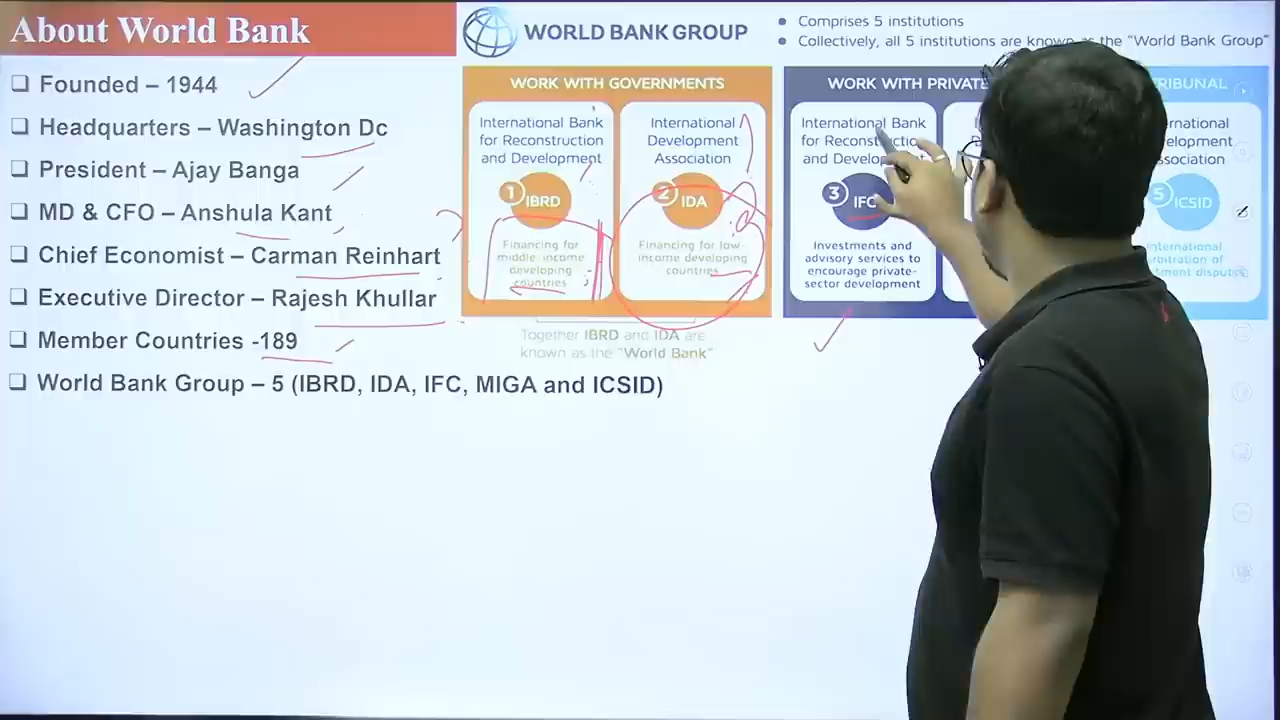 About World Bank
❑ Founded – 1944
❑ Headquarters – Washington Dc
❑ President – Ajay Banga
❑ MD & CFO – Anshula Kant
❑ Chief Economist – Carman Reinhart
❑ Executive Director – Rajesh Khullar
❑ Member Countries -189
❑ World Bank Group – 5 (IBRD, IDA, IFC, MIGA and ICSID)
WORLD BANK GROUP
• Comprises 5 institutions
• Collectively, all 5 institutions are known as the "World Bank Group"
WORK WITH GOVERNMENTS
International Bank
for Reconstruction
and Development
1 IBRD
Financing for
middle-income
developing
countries
International
Development
Association
2 IDA
Financing for low-
income developing
countries
Together IBRD and IDA are
known as the "World Bank"
WORK WITH PRIVATE
International Bank
for Reconstruction
and Development
3 IFC
Investments and
advisory services to
encourage private-
sector development
TRIBUNAL
5 ICSID